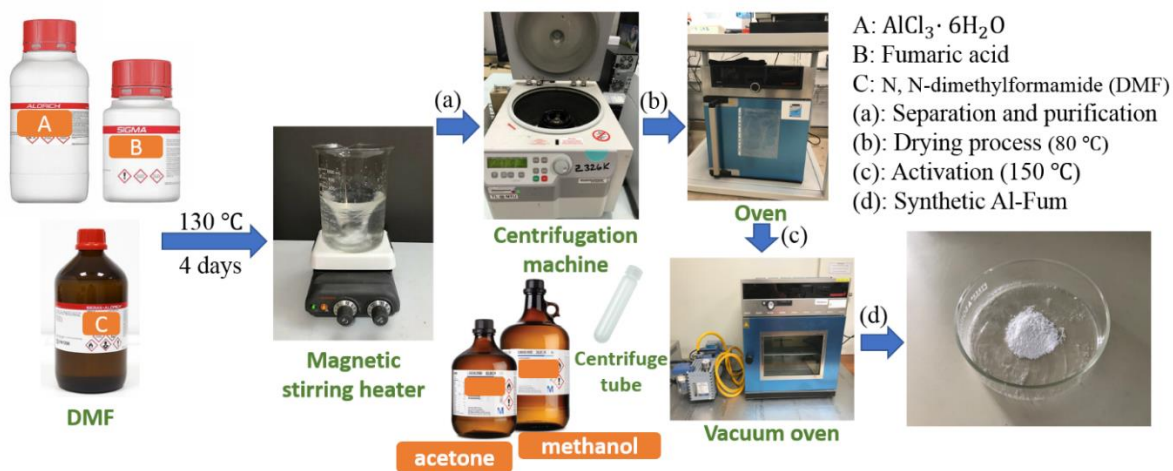 ALDRICH
A
SIGMA
B
C
DMF
130 ℃
4 days
Magnetic
stirring heater
(a)
Z326K
Centrifugation
machine
Centrifuge
tube
acetone
methanol
(b)
Oven
(c)
Vacuum oven
(d)
A: AlCl₃· 6H₂O
B: Fumaric acid
C: N, N-dimethylformamide (DMF)
(a): Separation and purification
(b): Drying process (80 ℃)
(c): Activation (150 ℃)
(d): Synthetic Al-Fum